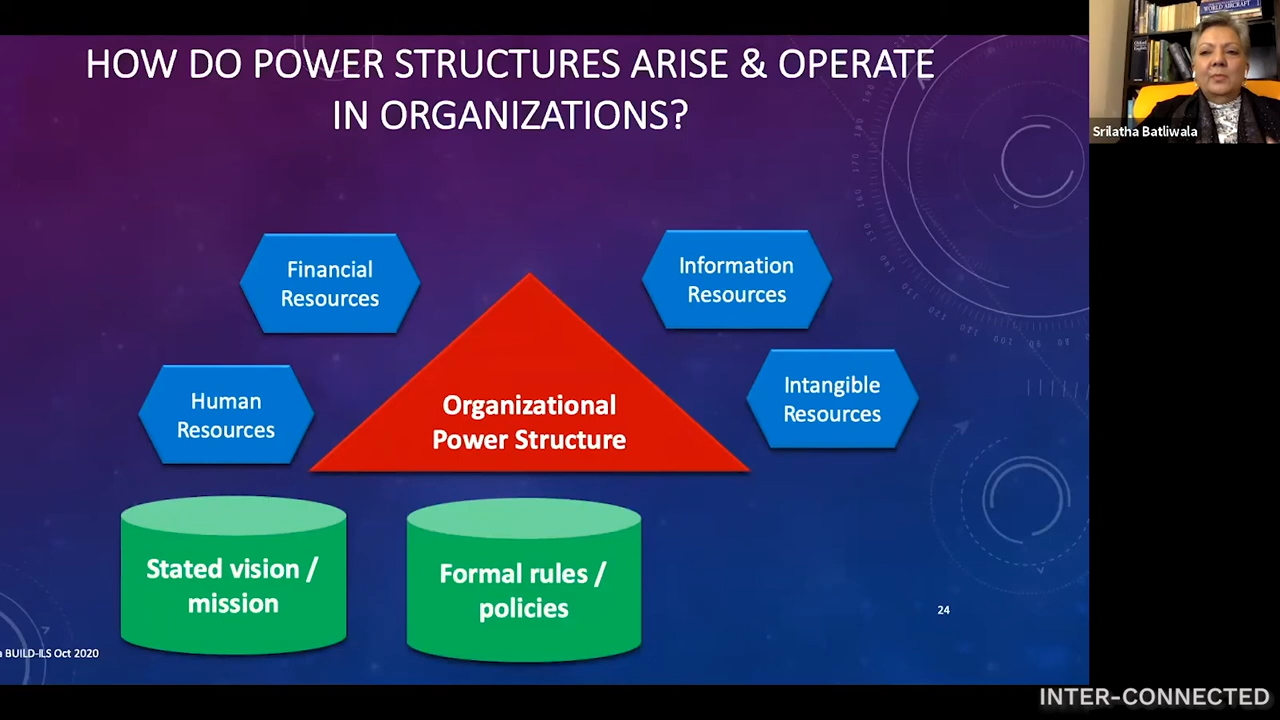 HOW DO POWER STRUCTURES ARISE & OPERATE
IN ORGANIZATIONS?
Srilatha Batliwala
Financial
Resources
Information
Resources
Human
Resources
Organizational
Power Structure
Intangible
Resources
Stated vision /
mission
Formal rules /
policies
24
BUILD-ILS Oct 2020
INTER-CONNECTED